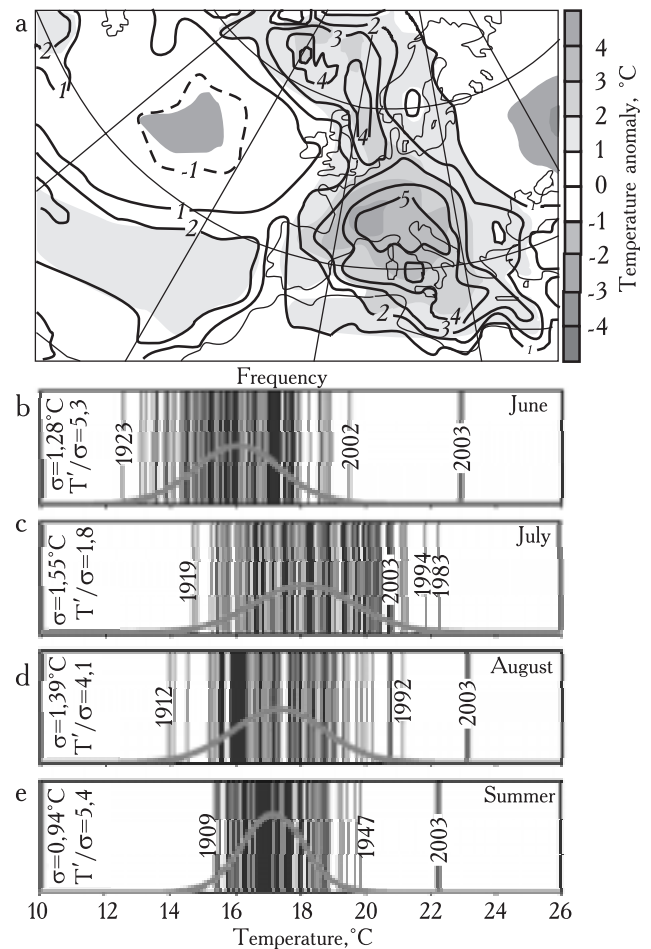 a
2
1
-1
1
2
2
3
4
2
4
5
1
2
3
4
1
4
3
2
1
0
-1
-2
-3
-4
Temperature anomaly, °C
Frequency
b
σ=1,28°C
T′/σ=5,3
1923
2002
2003
June
c
σ=1,55°C
T′/σ=1,8
1919
2003
1994
1983
July
d
σ=1,39°C
T′/σ=4,1
1912
1992
2003
August
e
σ=0,94°C
T′/σ=5,4
1909
1947
2003
Summer
10 12 14 16 18 20 22 24 26
Temperature,°C